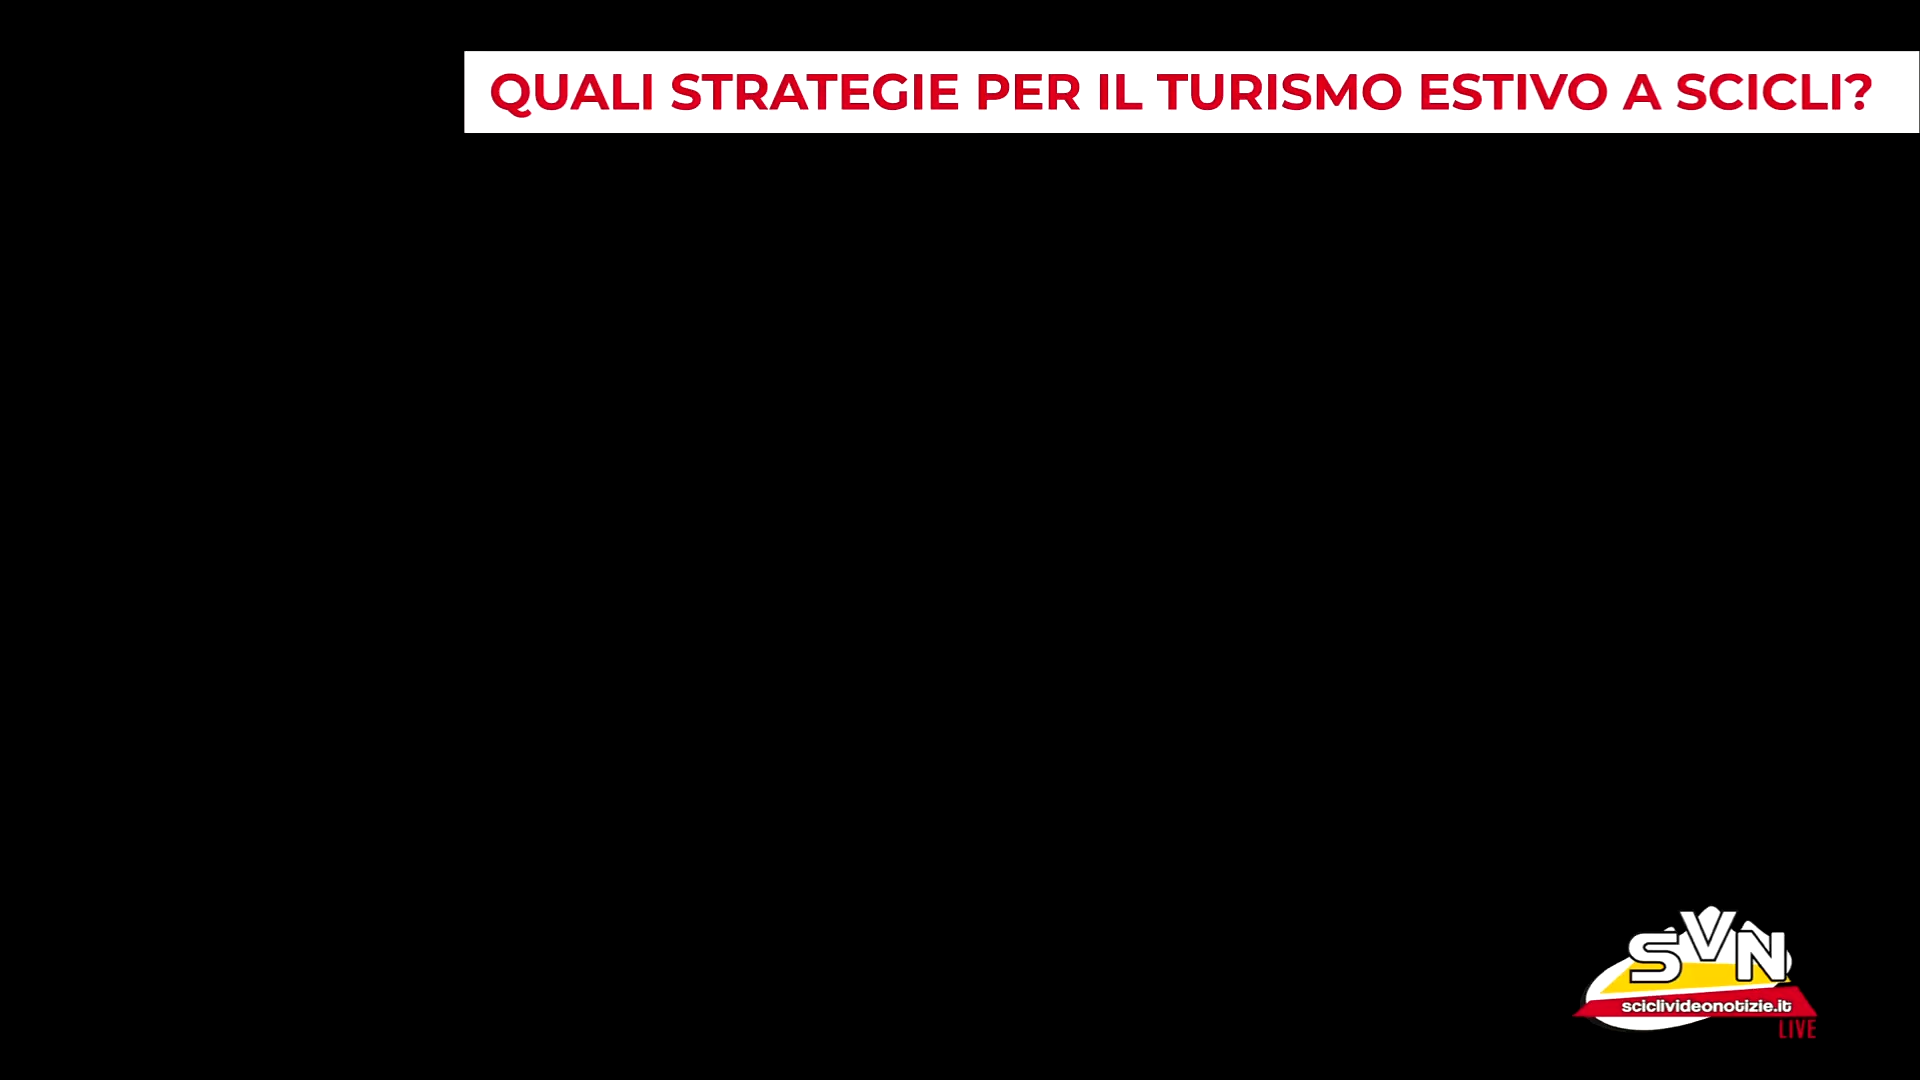 QUALI STRATEGIE PER IL TURISMO ESTIVO A SCICLI?
SVN
sciclivideonotizie.it
LIVE